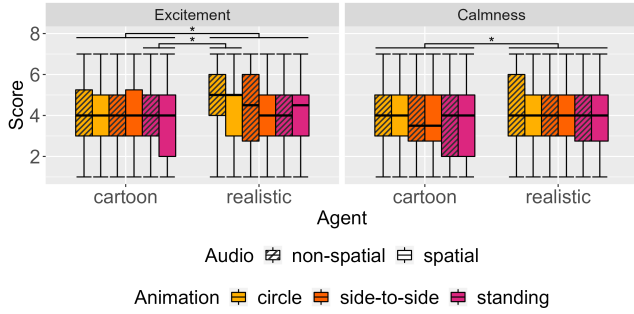 Excitement Calmness
8
6
4
2
Score
* * *
cartoon realistic cartoon realistic
Agent
Audio non-spatial spatial
Animation circle side-to-side standing